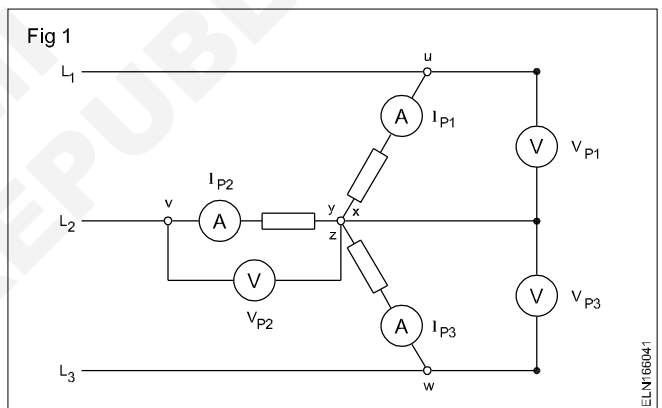 Fig 1
u
L1
A IP1
V VP1
IP2
v
y x
L2
A
z
V
VP2
V VP3
A IP3
L3
w
ELN166041